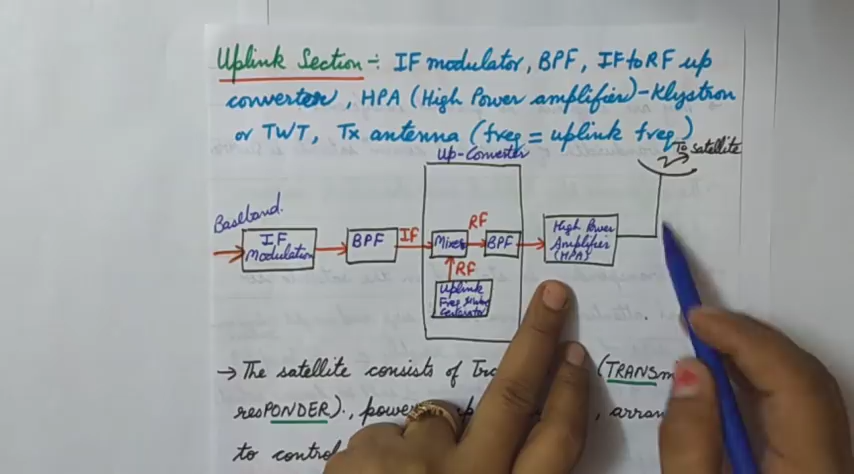 Uplink Section ÷ IF modulator, BPF, IF to RF up
converter, HPA (High Power amplifier) - Klystron
or TWT, Tx antenna (freq = uplink freq)
To satellite
Up-Converter
Baseband
IF Modulation
BPF
IF
Mixer
RF
BPF
High Power Amplifier (HPA)
RF
Uplink
→ The satellite consists of (TRANSm
resPONDER), power
to control